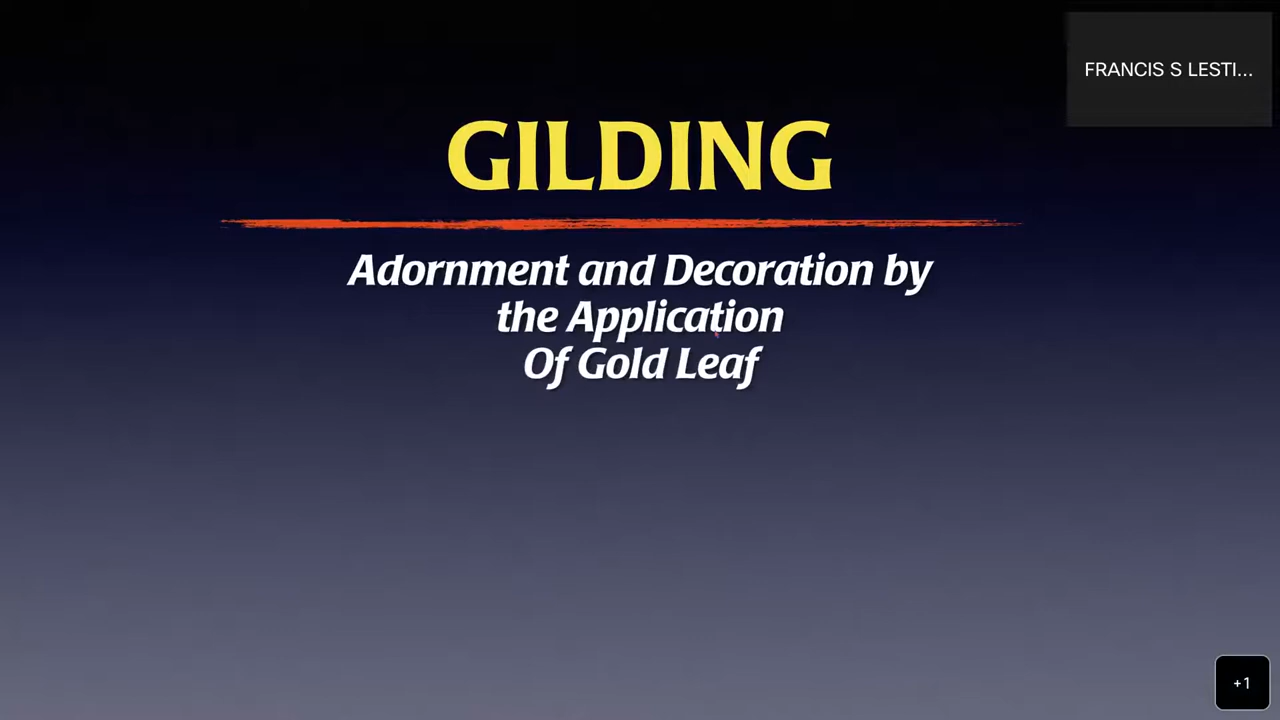 FRANCIS S LESTI...
GILDING
Adornment and Decoration by
the Application
Of Gold Leaf
+1